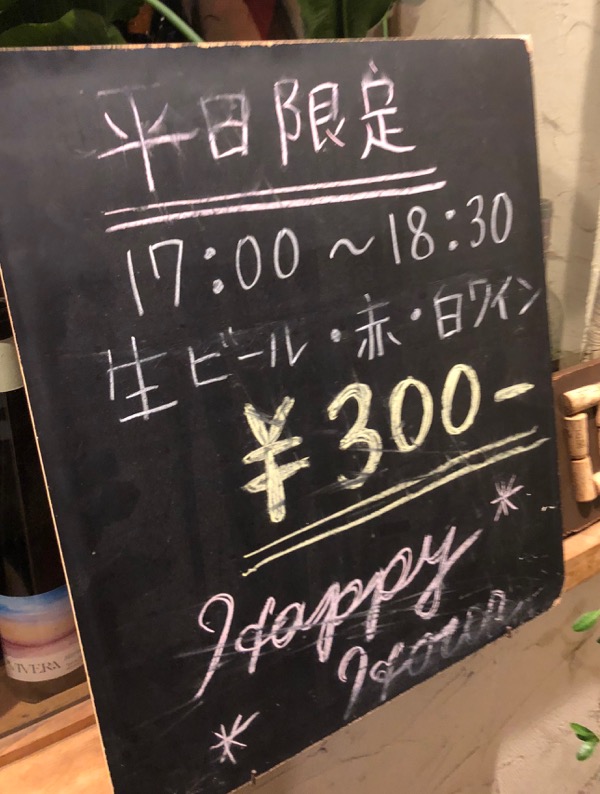 平日限定
17:00～18:30
生ビール・赤・白ワイン
¥300-
*
Happy
Hour
*